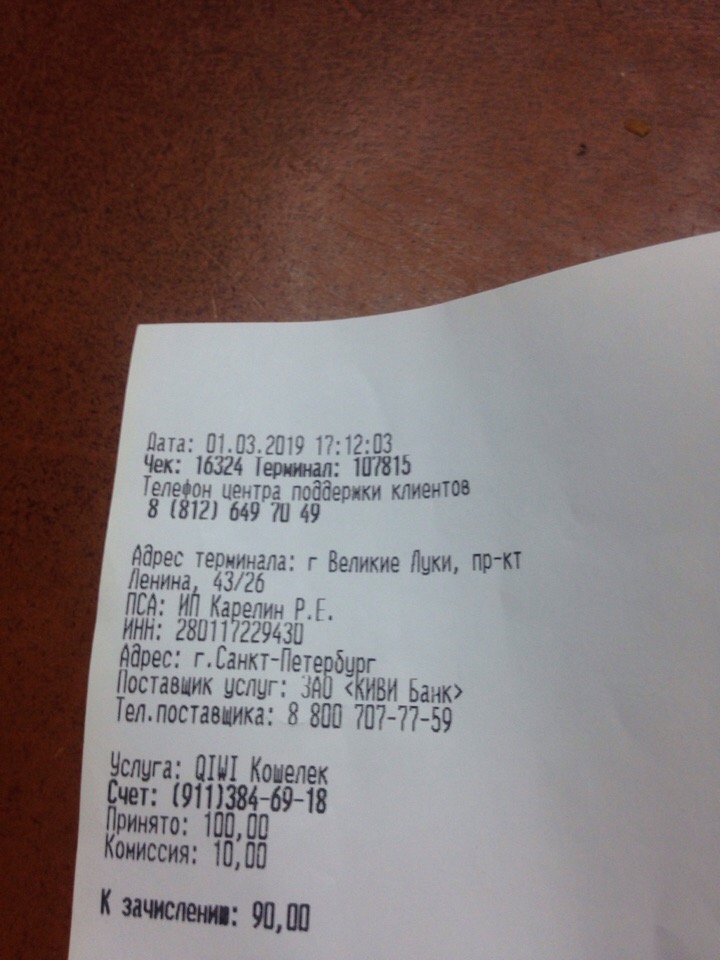 Дата: 01.03.2019 17:12:03
Чек: 16324 Терминал: 107815
Телефон центра поддержки клиентов
8 (812) 649 70 49
Адрес терминала: г Великие Луки, пр-кт
Ленина, 43/26
ПСА: ИП Карелин Р.Е.
ИНН: 280117229430
Адрес: г.Санкт-Петербург
Поставщик услуг: ЗАО <КИВИ Банк>
Тел.поставщика: 8 800 707-77-59
Услуга: QIWI Кошелек
Счет: (911)384-69-18
Принято: 100,00
Комиссия: 10,00
К зачислению: 90,00